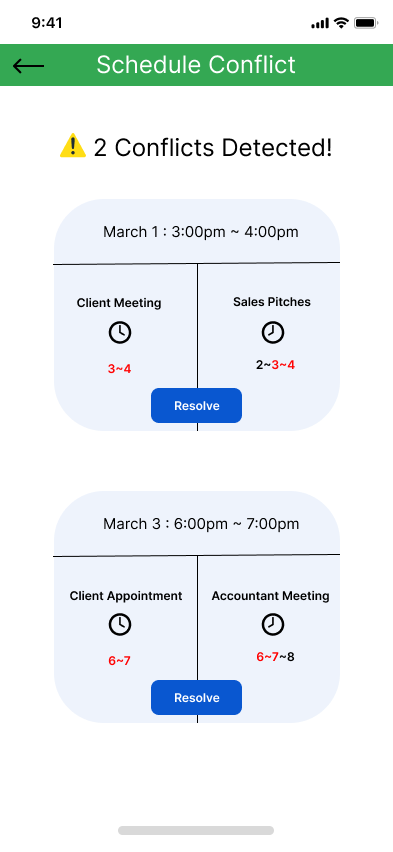 9:41
Schedule Conflict
⚠️ 2 Conflicts Detected!
March 1 : 3:00pm ~ 4:00pm
Client Meeting
3~4
Sales Pitches
2~3~4
Resolve
March 3 : 6:00pm ~ 7:00pm
Client Appointment
6~7
Accountant Meeting
6~7~8
Resolve